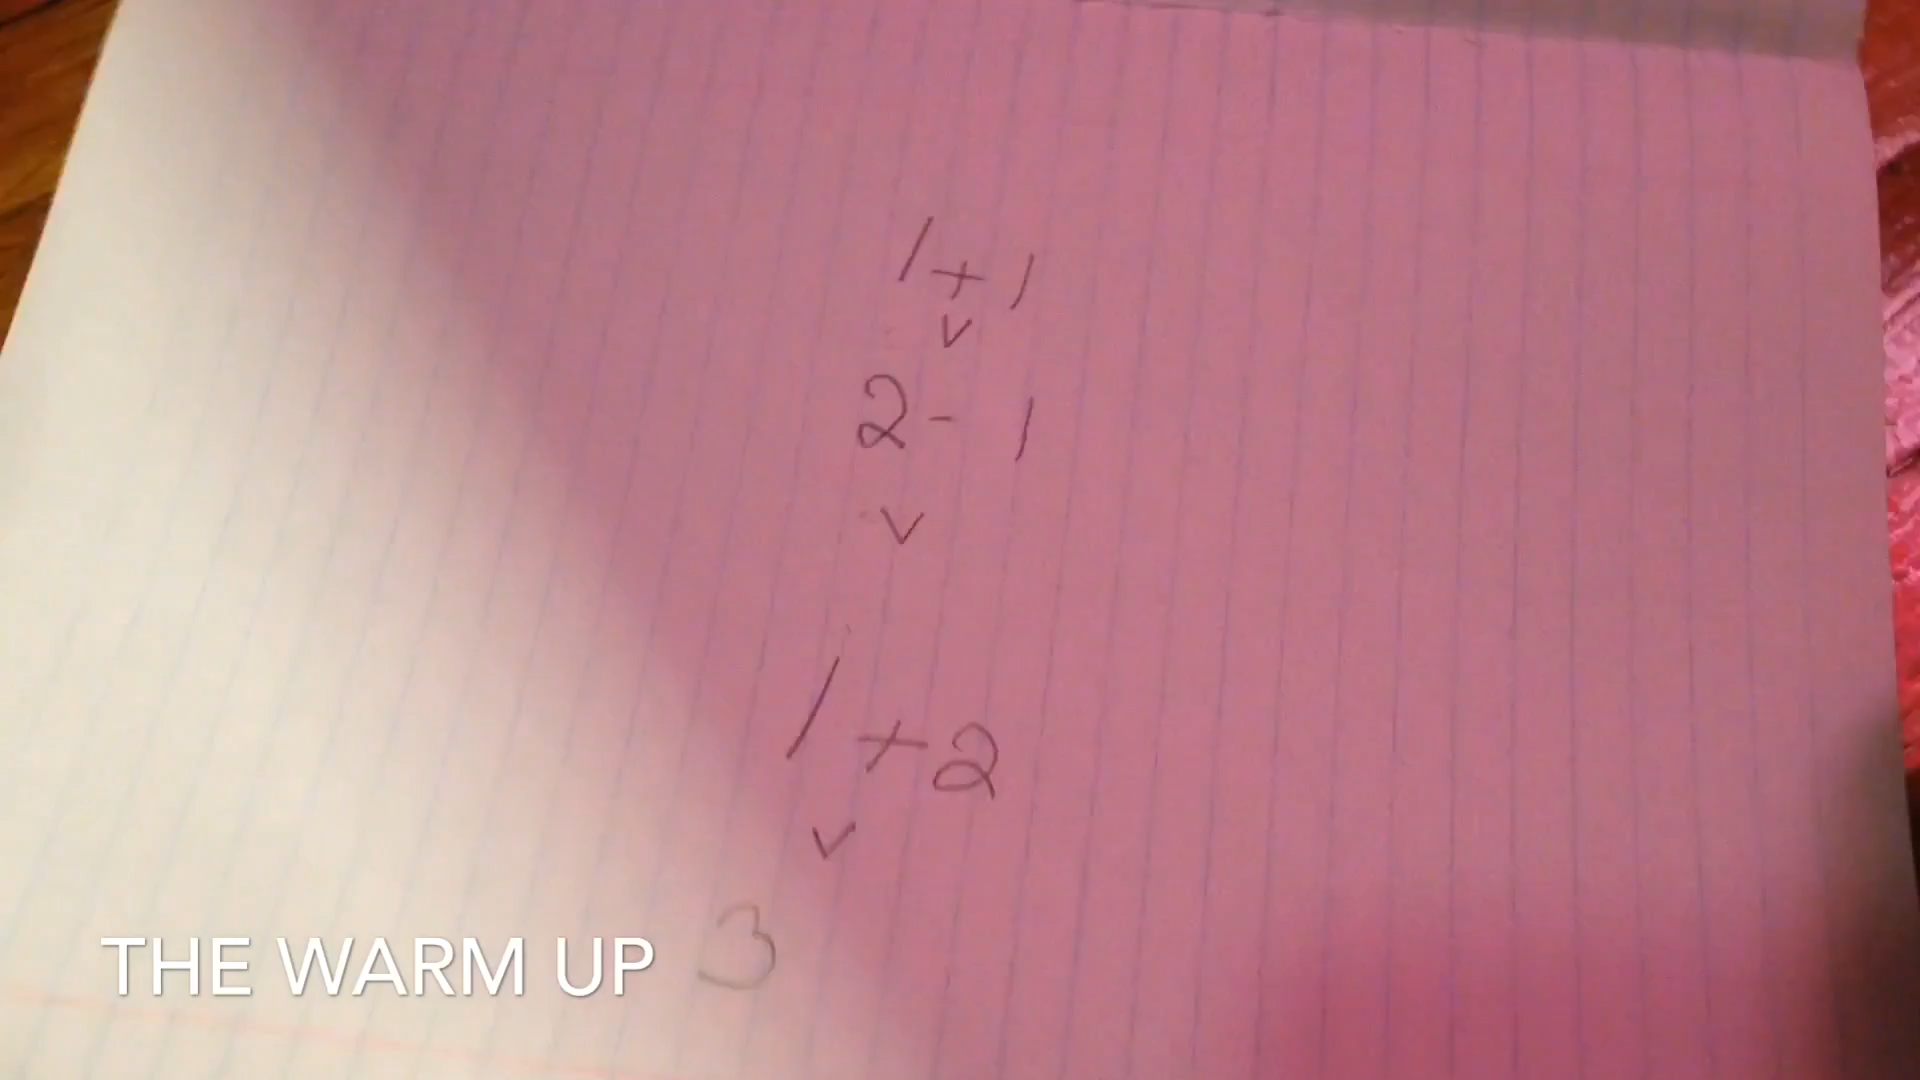 1+1
v
2- 1
v
1+2
v
3
THE WARM UP